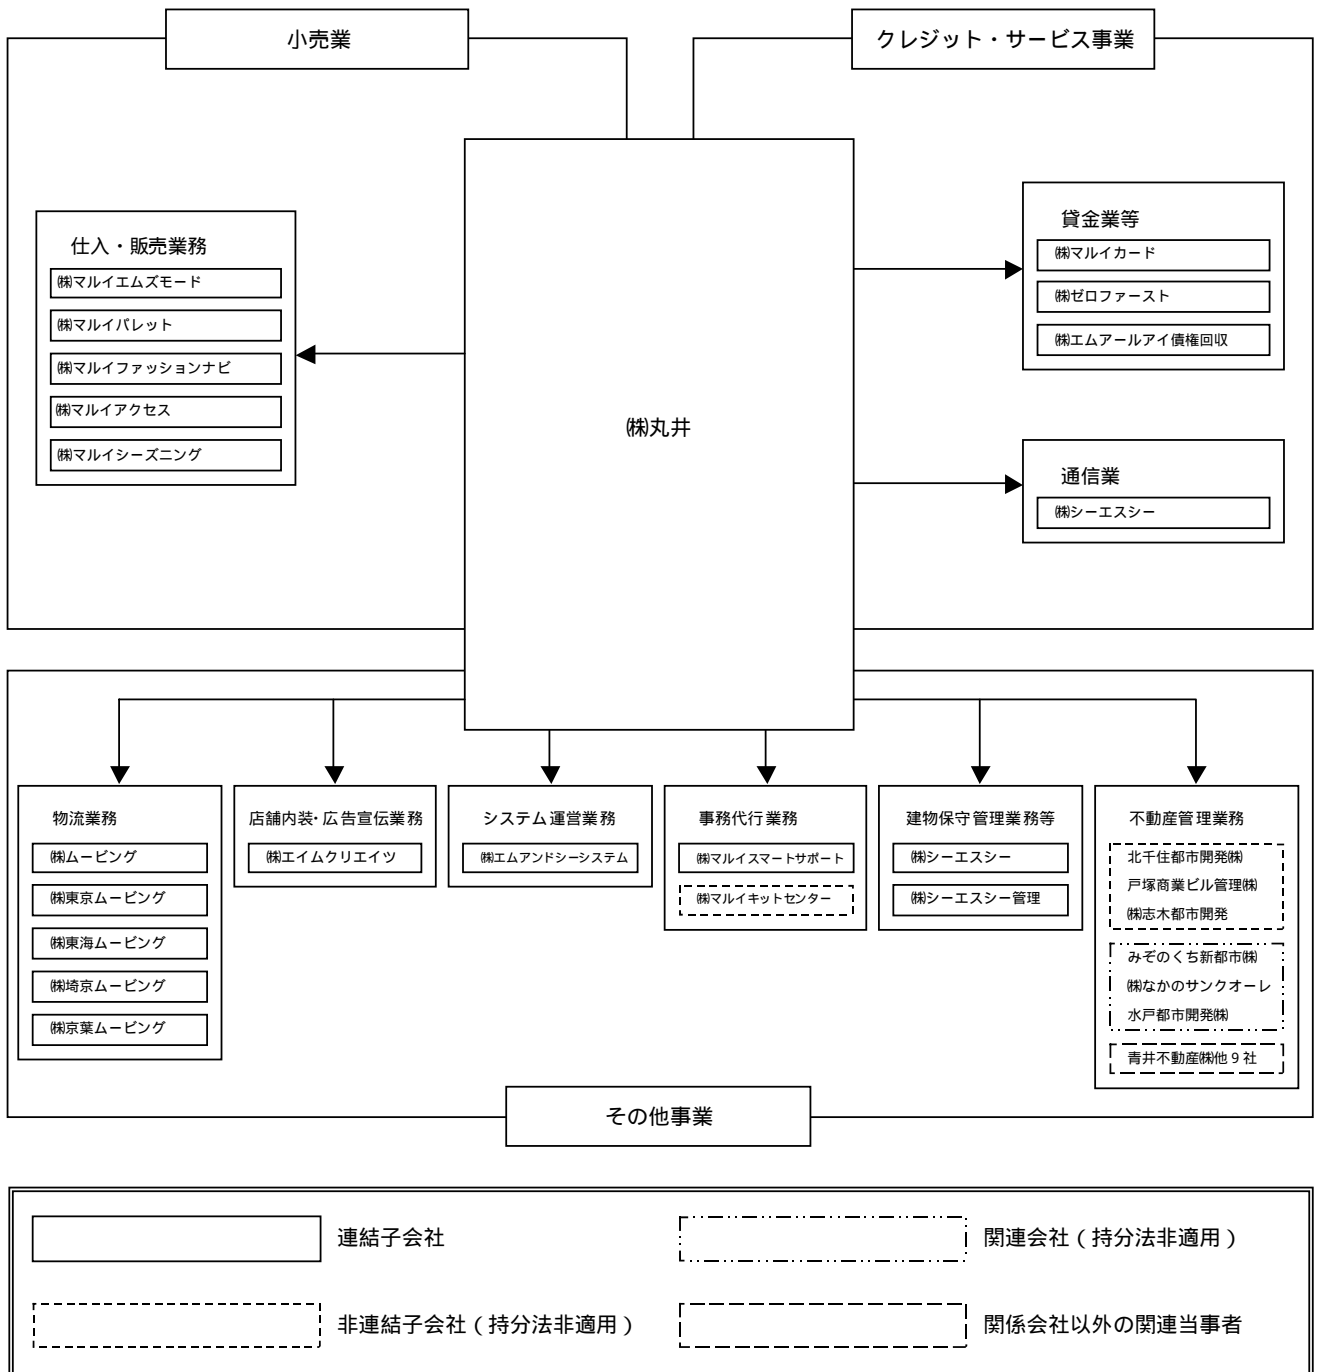 小売業
クレジット・サービス事業
仕入・販売業務
㈱マルイエムズモード
㈱マルイパレット
㈱マルイファッションナビ
㈱マルイアクセス
㈱マルイシーズニング
㈱丸井
貸金業等
㈱マルイカード
㈱ゼロファースト
㈱エムアールアイ債権回収
通信業
㈱シーエスシー
物流業務
㈱ムービング
㈱東京ムービング
㈱東海ムービング
㈱埼京ムービング
㈱京葉ムービング
店舗内装・広告宣伝業務
㈱エイムクリエイツ
システム運営業務
㈱エムアンドシーシステム
事務代行業務
㈱マルイスマートサポート
㈱マルイキットセンター
建物保守管理業務等
㈱シーエスシー
㈱シーエスシー管理
不動産管理業務
北千住都市開発㈱
戸塚商業ビル管理㈱
㈱志木都市開発
みぞのくち新都市㈱
㈱なかのサンクオーレ
水戸都市開発㈱
青井不動産㈱他9社
その他事業
連結子会社
関連会社(持分法非適用)
非連結子会社(持分法非適用)
関係会社以外の関連当事者